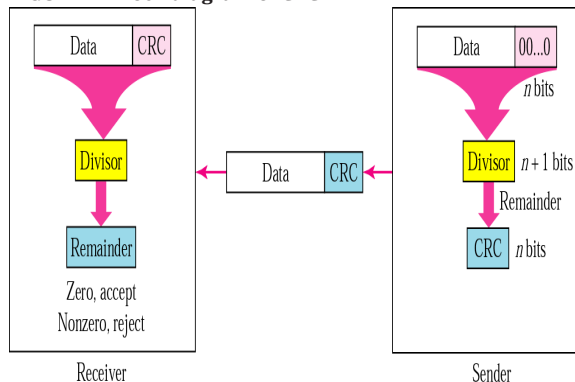 Data CRC
Divisor
Remainder
Zero, accept
Nonzero, reject
Receiver
Data CRC
Data 00...0
n bits
Divisor n + 1 bits
Remainder
CRC n bits
Sender